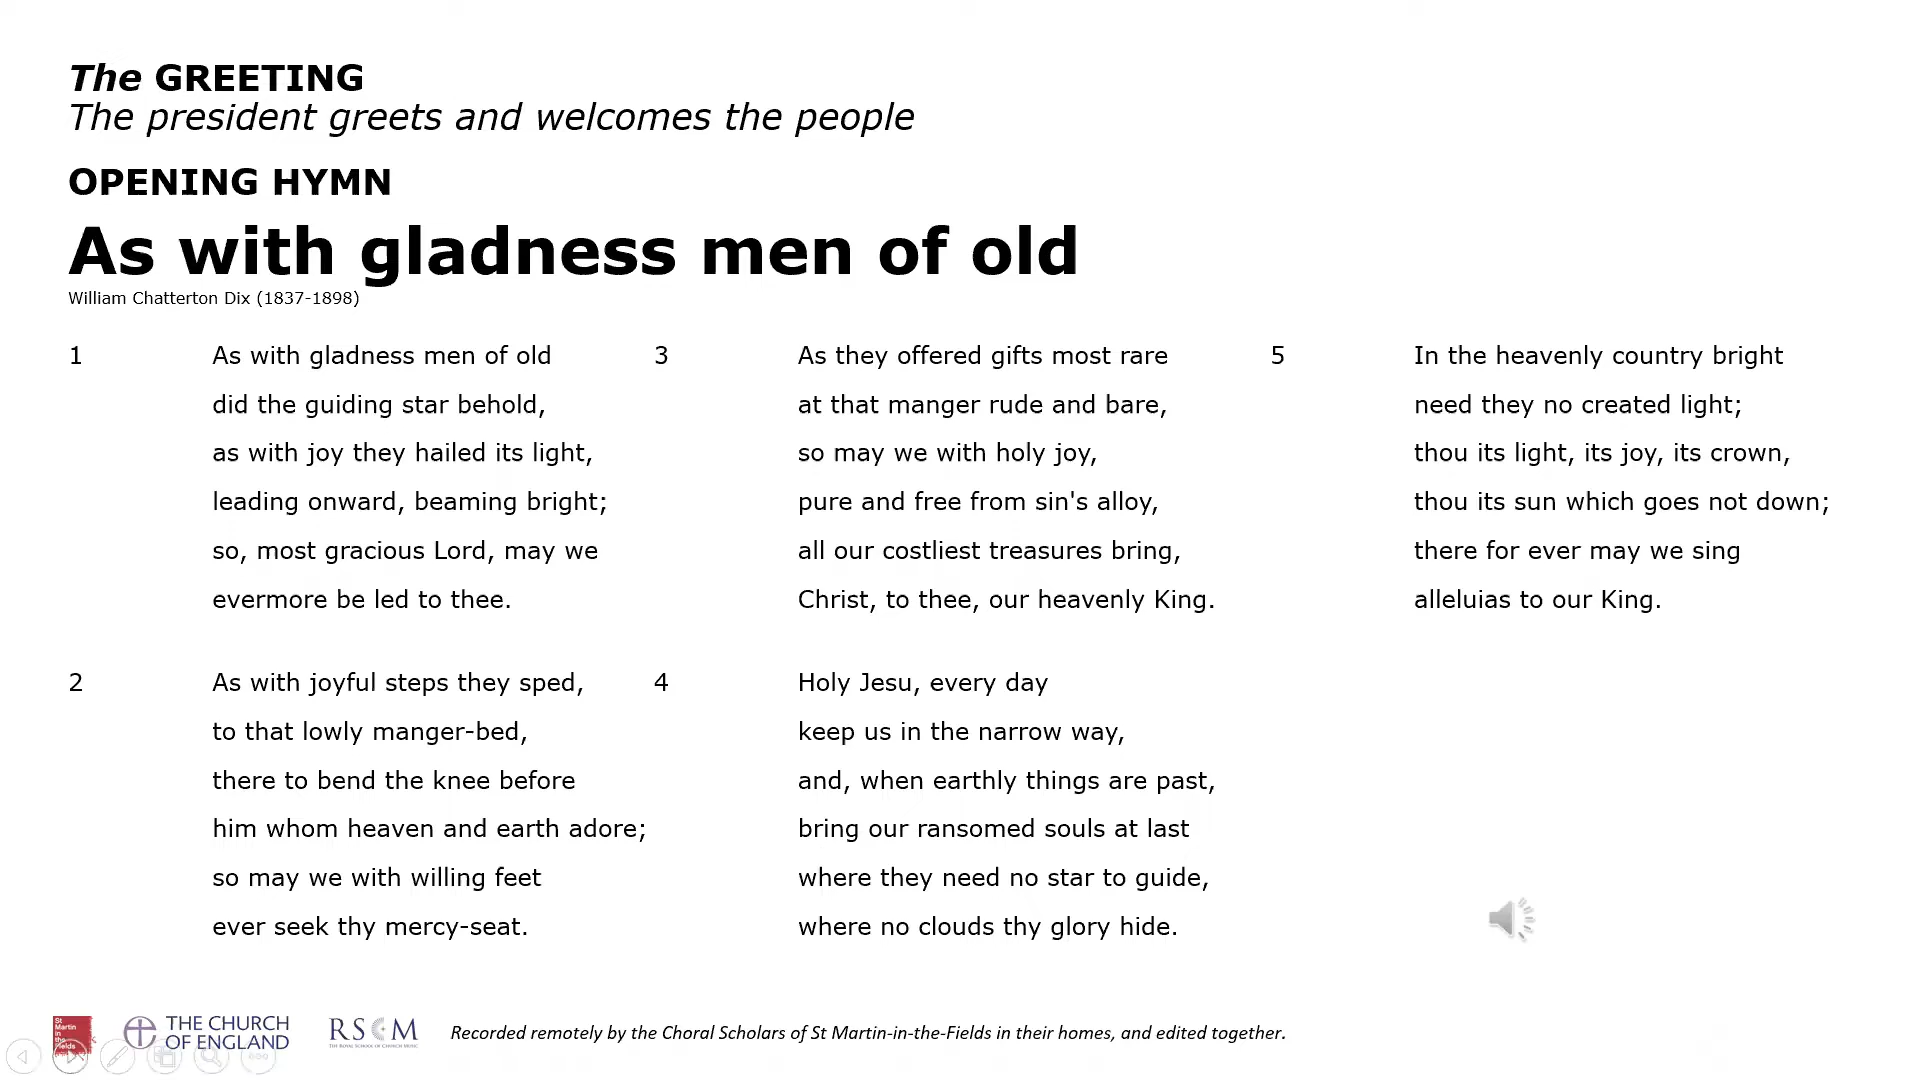 The GREETING
The president greets and welcomes the people
OPENING HYMN
As with gladness men of old
William Chatterton Dix (1837-1898)
1
As with gladness men of old
did the guiding star behold,
as with joy they hailed its light,
leading onward, beaming bright;
so, most gracious Lord, may we
evermore be led to thee.
2
As with joyful steps they sped,
to that lowly manger-bed,
there to bend the knee before
him whom heaven and earth adore;
so may we with willing feet
ever seek thy mercy-seat.
3
As they offered gifts most rare
at that manger rude and bare,
so may we with holy joy,
pure and free from sin's alloy,
all our costliest treasures bring,
Christ, to thee, our heavenly King.
4
Holy Jesu, every day
keep us in the narrow way,
and, when earthly things are past,
bring our ransomed souls at last
where they need no star to guide,
where no clouds thy glory hide.
5
In the heavenly country bright
need they no created light;
thou its light, its joy, its crown,
thou its sun which goes not down;
there for ever may we sing
alleluias to our King.
St
Martin
in
the
Fields
THE CHURCH
OF ENGLAND
RSCM
THE ROYAL SCHOOL OF CHURCH MUSIC
Recorded remotely by the Choral Scholars of St Martin-in-the-Fields in their homes, and edited together.